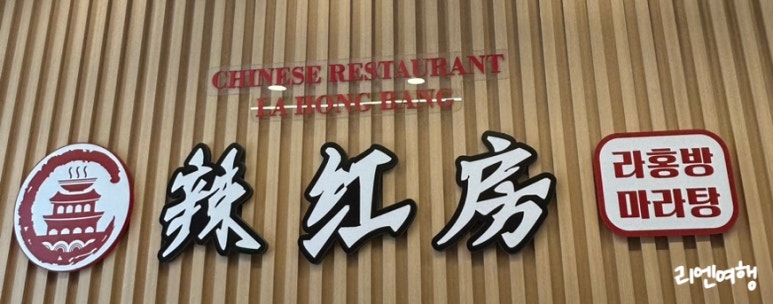 CHINESE RESTAURANT
LA HONG BANG
辣红房
라홍방
마라탕
리엔여행